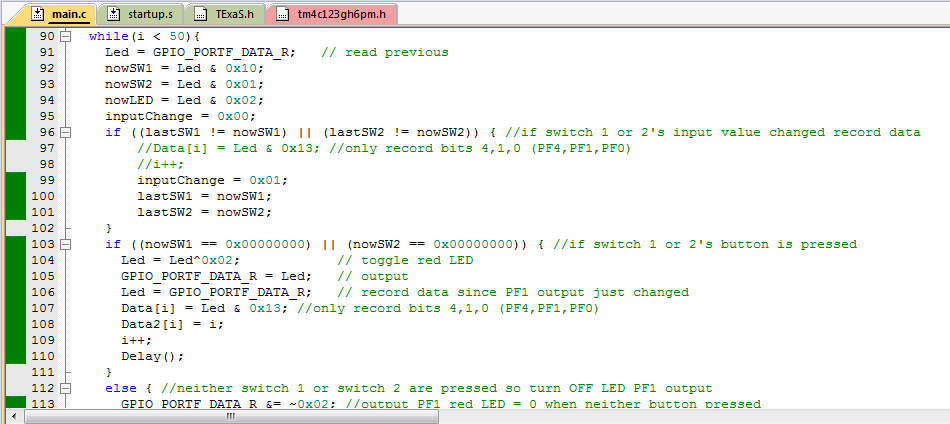 main.c startup.s TExaS.h tm4c123gh6pm.h
90 while(i < 50){
91 Led = GPIO_PORTF_DATA_R; // read previous
92 nowSW1 = Led & 0x10;
93 nowSW2 = Led & 0x01;
94 nowLED = Led & 0x02;
95 inputChange = 0x00;
96 if ((lastSW1 != nowSW1) || (lastSW2 != nowSW2)) { //if switch 1 or 2's input value changed record data
97 //Data[i] = Led & 0x13; //only record bits 4,1,0 (PF4,PF1,PF0)
98 //i++;
99 inputChange = 0x01;
100 lastSW1 = nowSW1;
101 lastSW2 = nowSW2;
102 }
103 if ((nowSW1 == 0x00000000) || (nowSW2 == 0x00000000)) { //if switch 1 or 2's button is pressed
104 Led = Led^0x02; // toggle red LED
105 GPIO_PORTF_DATA_R = Led; // output
106 Led = GPIO_PORTF_DATA_R; // record data since PF1 output just changed
107 Data[i] = Led & 0x13; //only record bits 4,1,0 (PF4,PF1,PF0)
108 Data2[i] = i;
109 i++;
110 Delay();
111 }
112 else { //neither switch 1 or switch 2 are pressed so turn OFF LED PF1 output
113 GPIO_PORTF_DATA_R &= ~0x02; //output PF1 red LED = 0 when neither button pressed